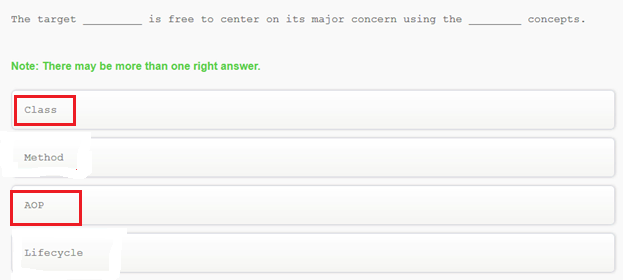 The target _________ is free to center on its major concern using the ________ concepts.
Note: There may be more than one right answer.
Class
Method
AOP
Lifecycle